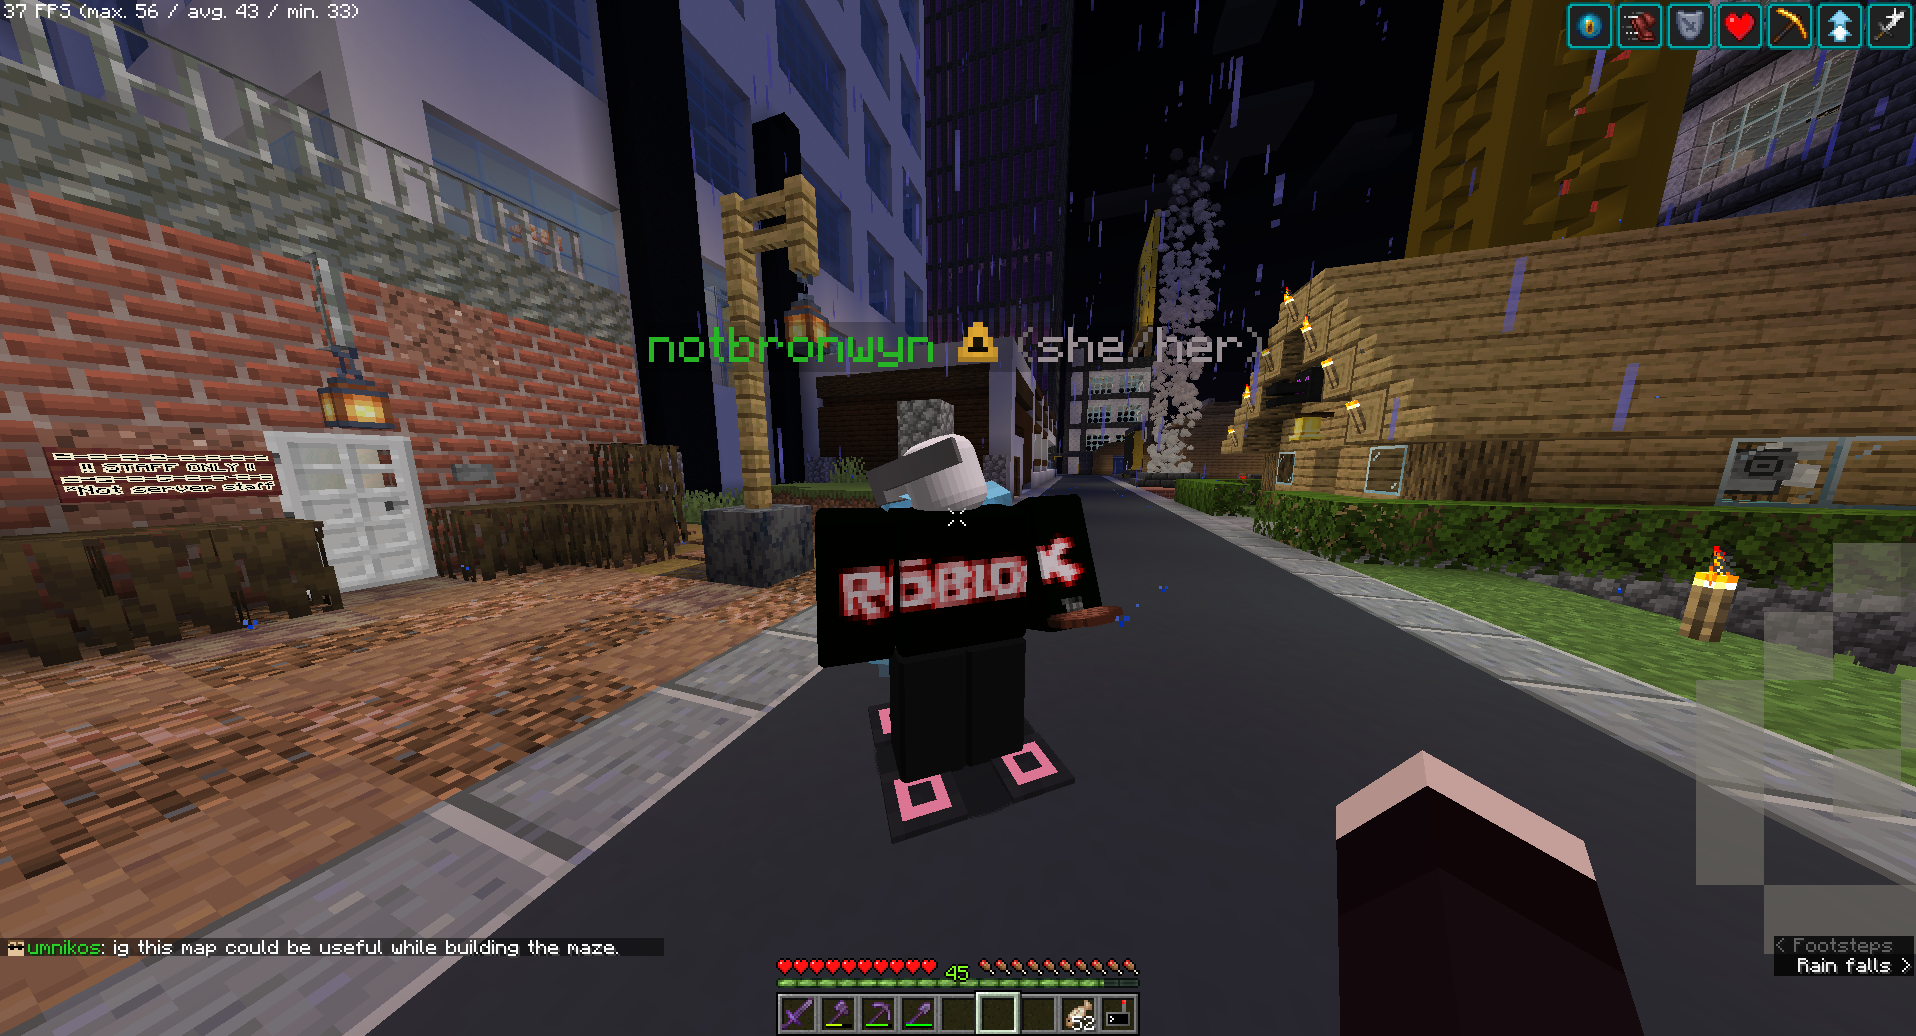 37 FPS (max. 56 / avg. 43 / min. 33)
notbronwyn (she/her)
!! STAFF ONLY !!
*Not server staff
ROBLOX
umnikos: ig this map could be useful while building the maze.
< Footsteps
Rain falls >
45
52